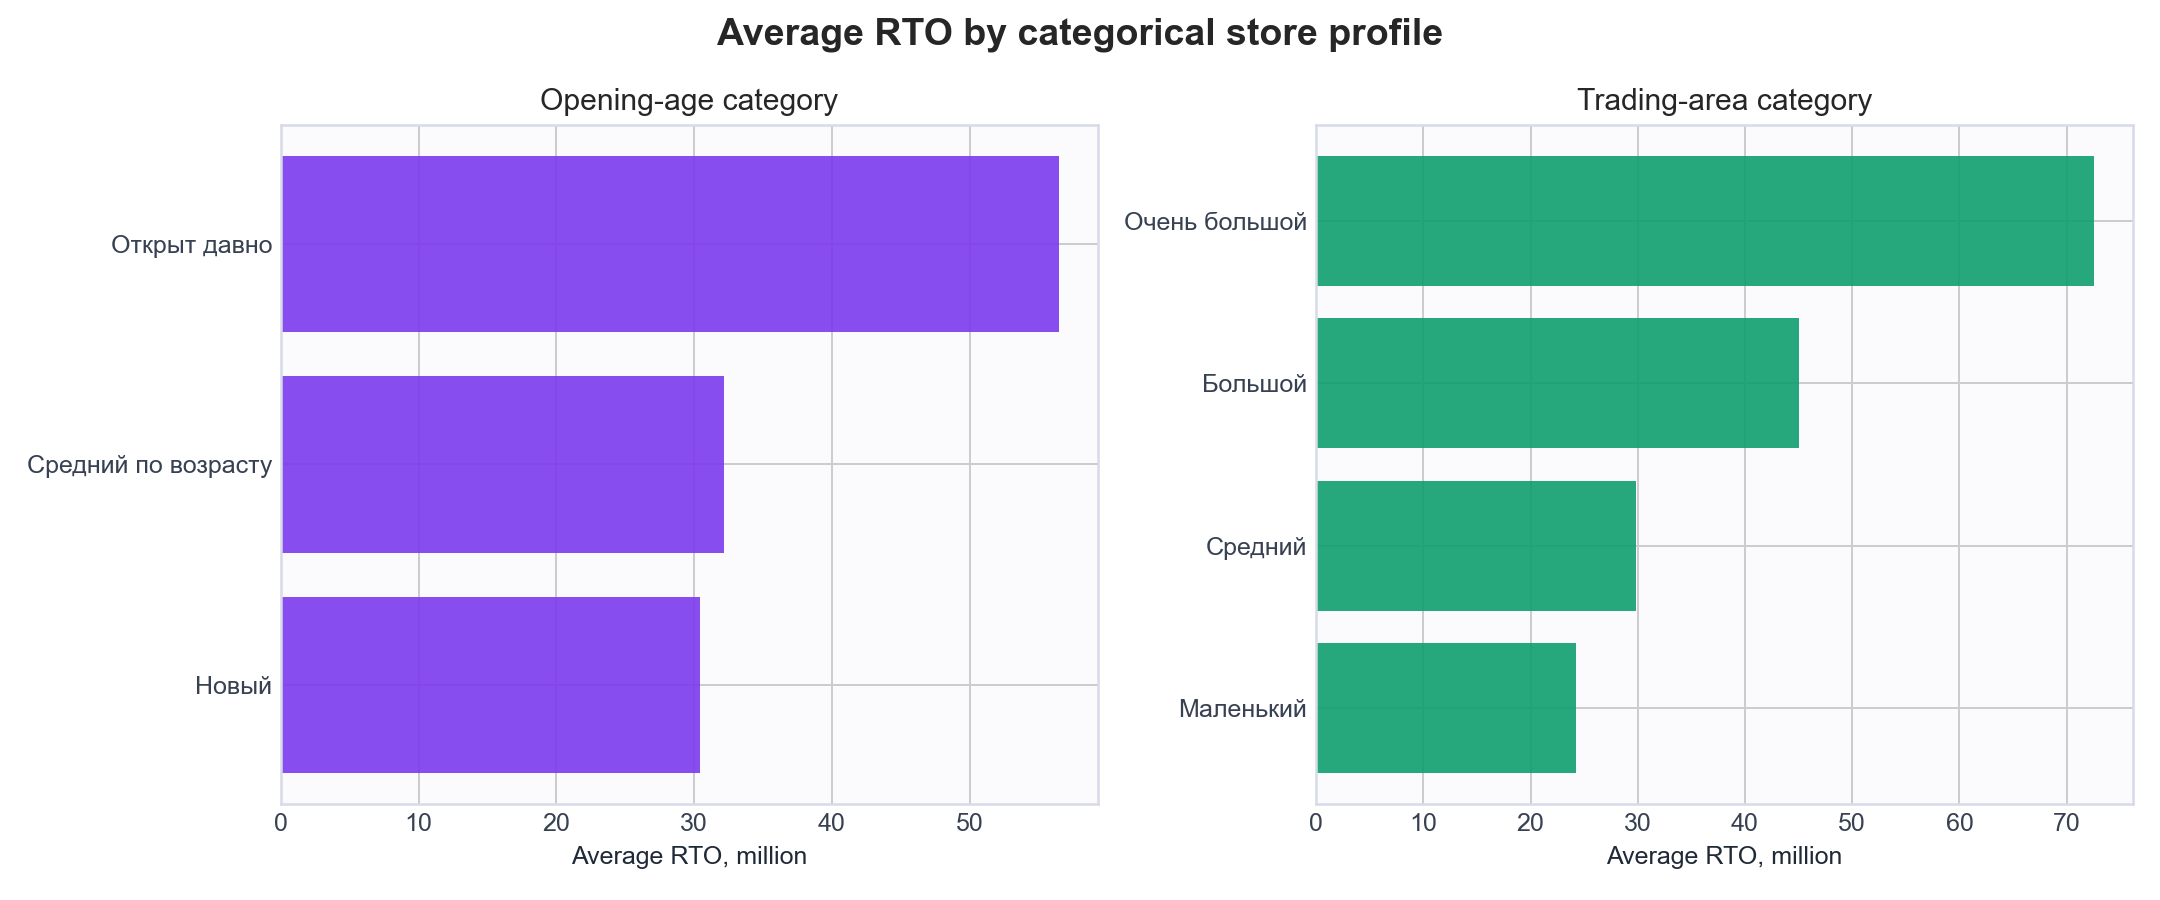 Average RTO by categorical store profile
Opening-age category
Открыт давно
Средний по возрасту
Новый
0 10 20 30 40 50
Average RTO, million
Trading-area category
Очень большой
Большой
Средний
Маленький
0 10 20 30 40 50 60 70
Average RTO, million